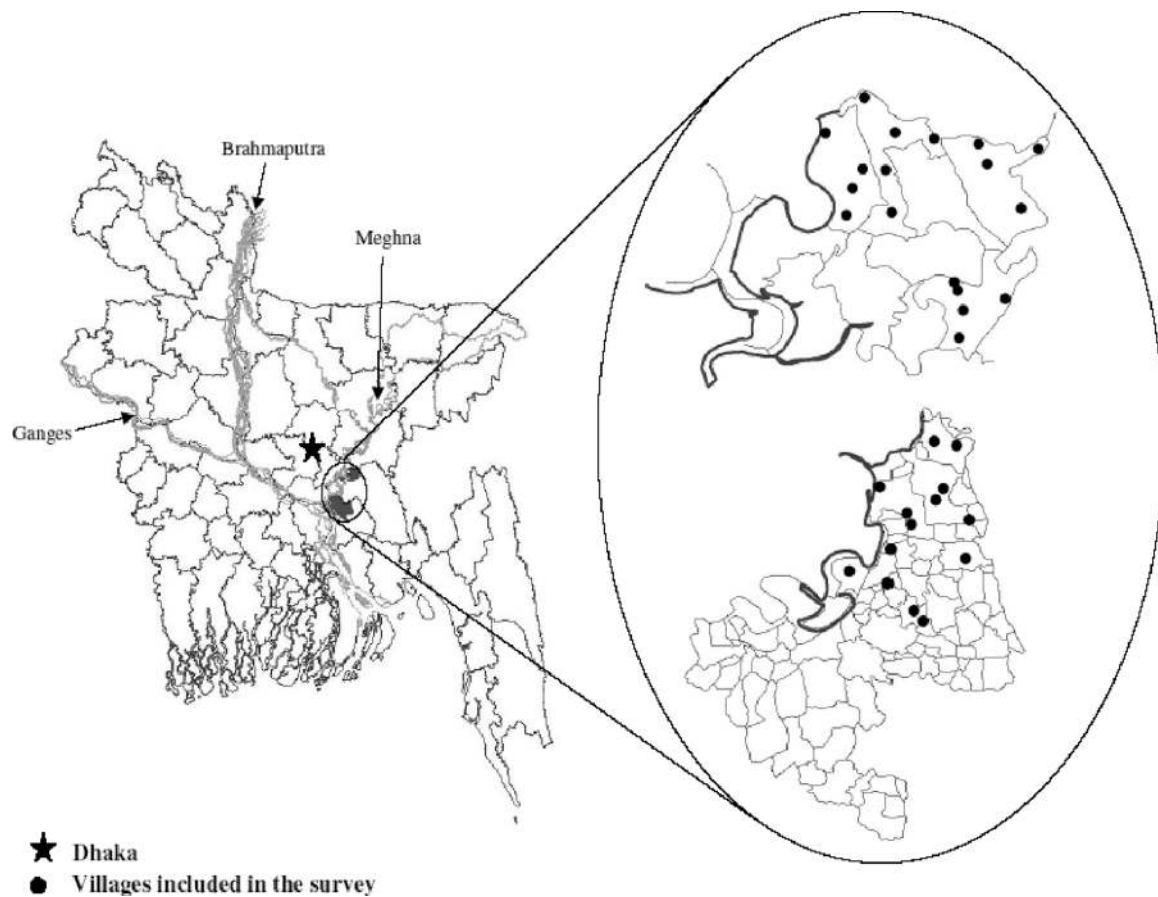 Brahmaputra
Meghna
Ganges
Dhaka
Villages included in the survey